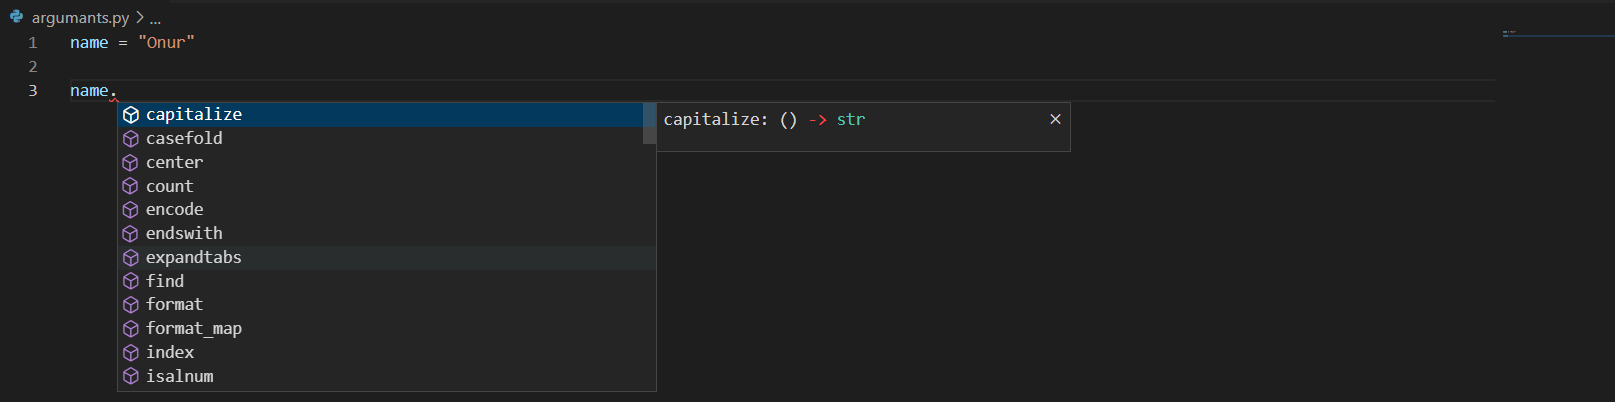 argumants.py > ...
1 name = "Onur"
2
3 name.
capitalize
capitalize: () -> str
casefold
center
count
encode
endswith
expandtabs
find
format
format_map
index
isalnum